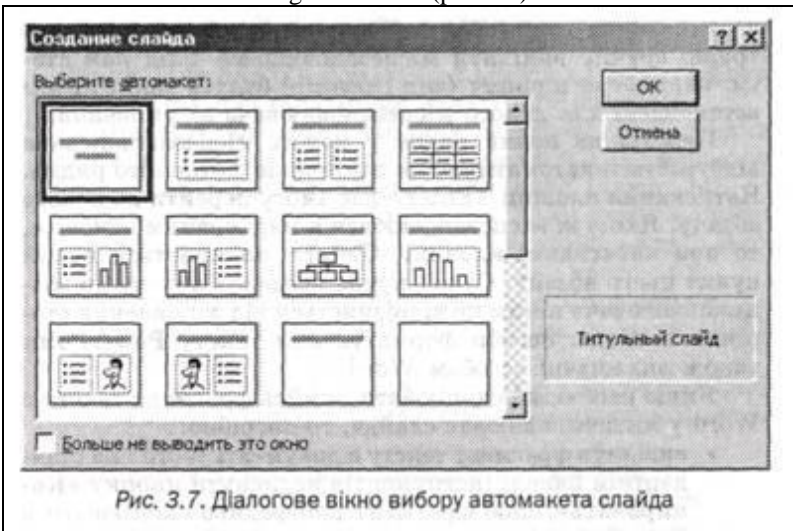 Создание слайда
Выберите автомакет:
ОК
Отмена
Титульный слайд
Больше не выводить это окно
Рис. 3.7. Діалогове вікно вибору автомакета слайда